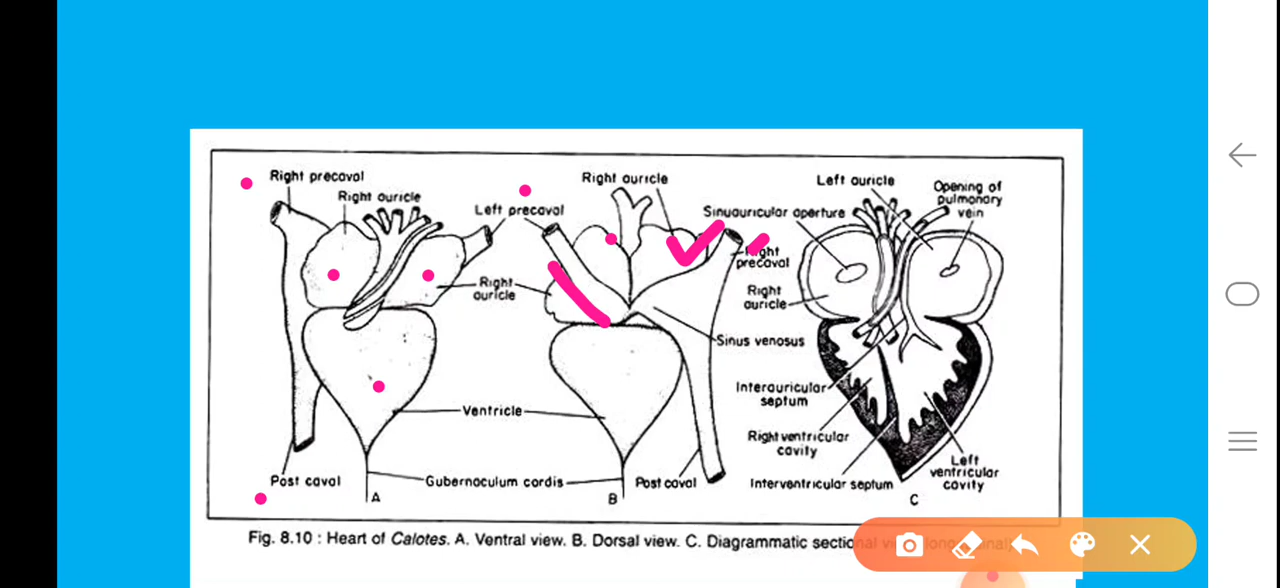 Right precaval
Right auricle
Left precaval
Right
auricle
Ventricle
Post caval
Gubernaculum cordis
A
Right auricle
Right
precaval
Sinus venosus
Post caval
B
Left auricle
Opening of
pulmonary
vein
Sinuauricular aperture
Right
auricle
Interauricular
septum
Right ventricular
cavity
Interventricular septum
Left
ventricular
cavity
C
Fig. 8.10 : Heart of Calotes. A. Ventral view. B. Dorsal view. C. Diagrammatic sectional